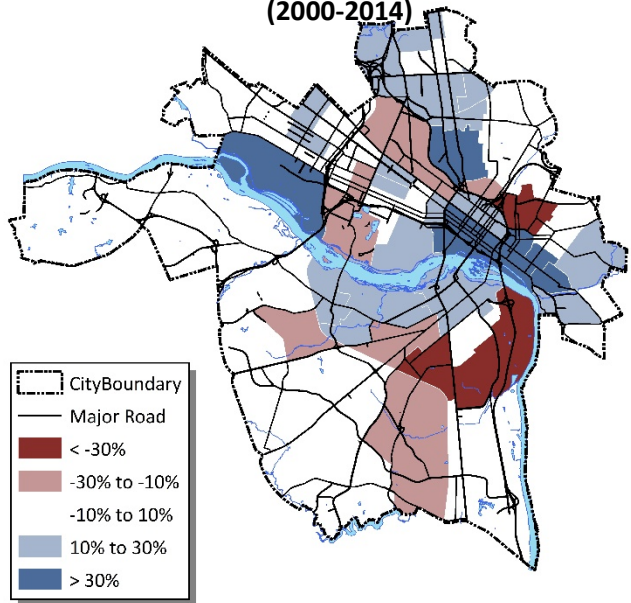 (2000-2014)
CityBoundary
Major Road
< -30%
-30% to -10%
-10% to 10%
10% to 30%
> 30%